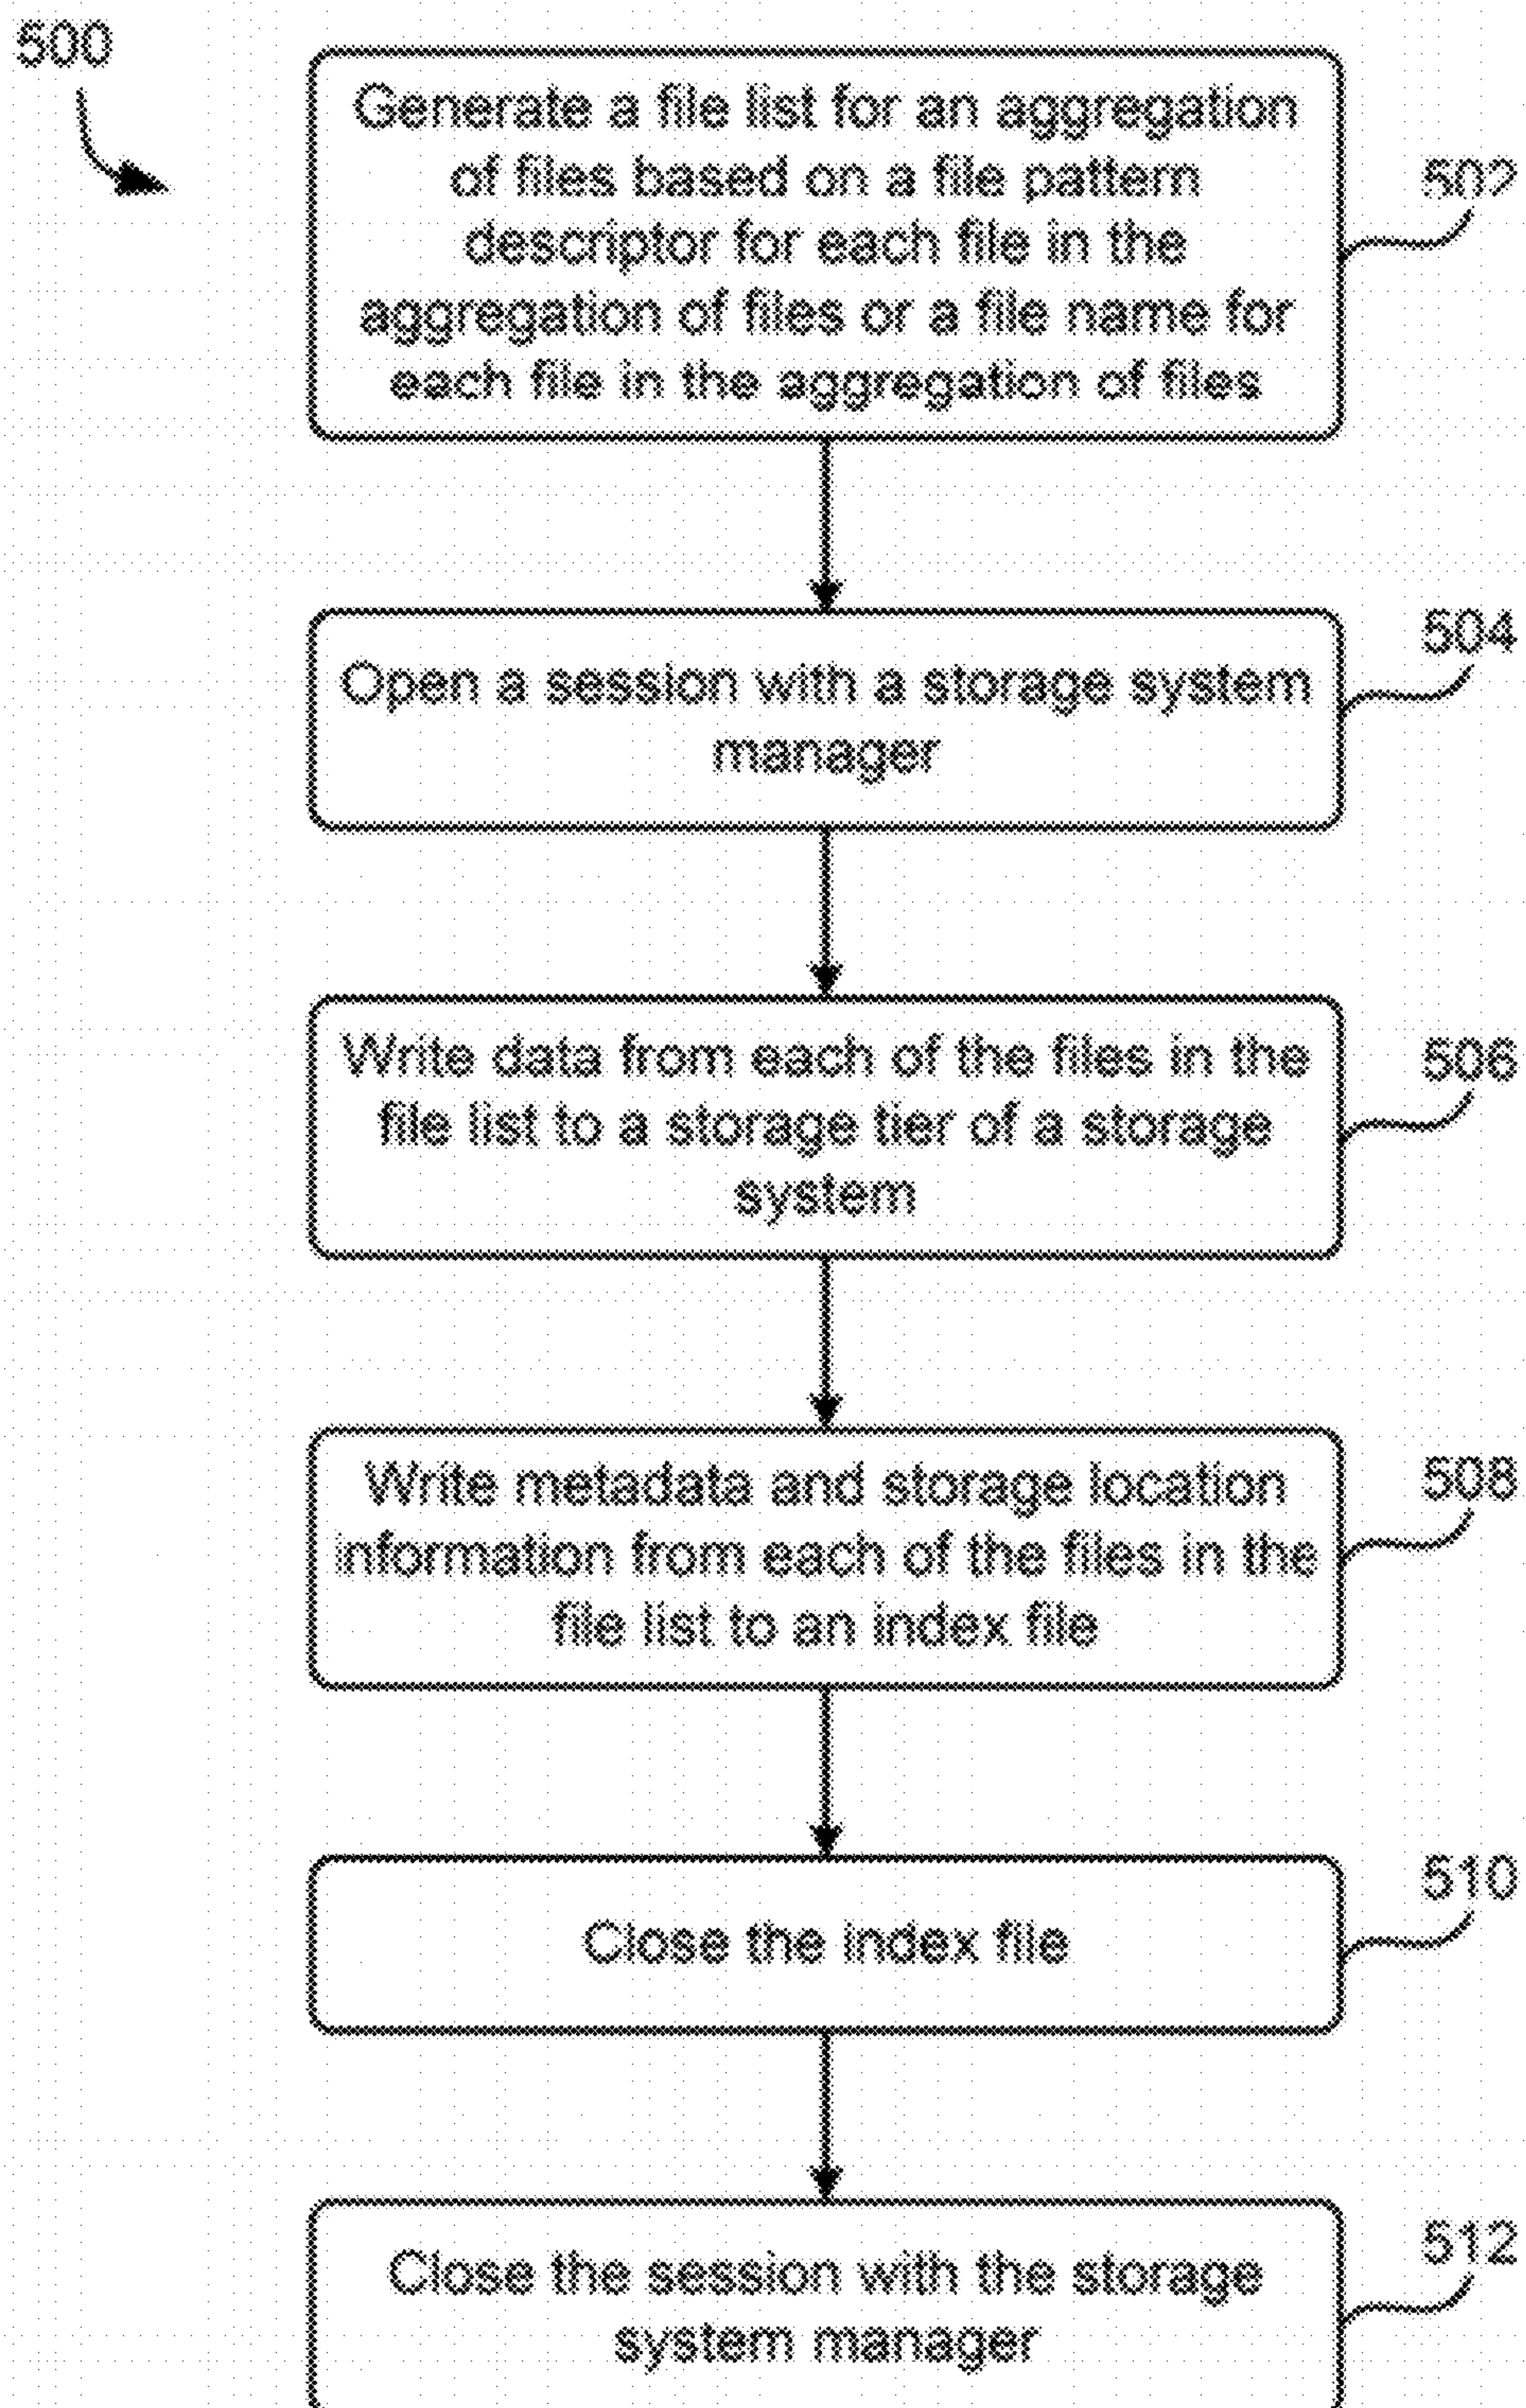 500
Generate a file list for an aggregation
of files based on a file pattern
descriptor for each file in the
aggregation of files or a file name for
each file in the aggregation of files
502
Open a session with a storage system
manager
504
Write data from each of the files in the
file list to a storage tier of a storage
system
506
Write metadata and storage location
information from each of the files in the
file list to an index file
508
Close the index file
510
Close the session with the storage
system manager
512